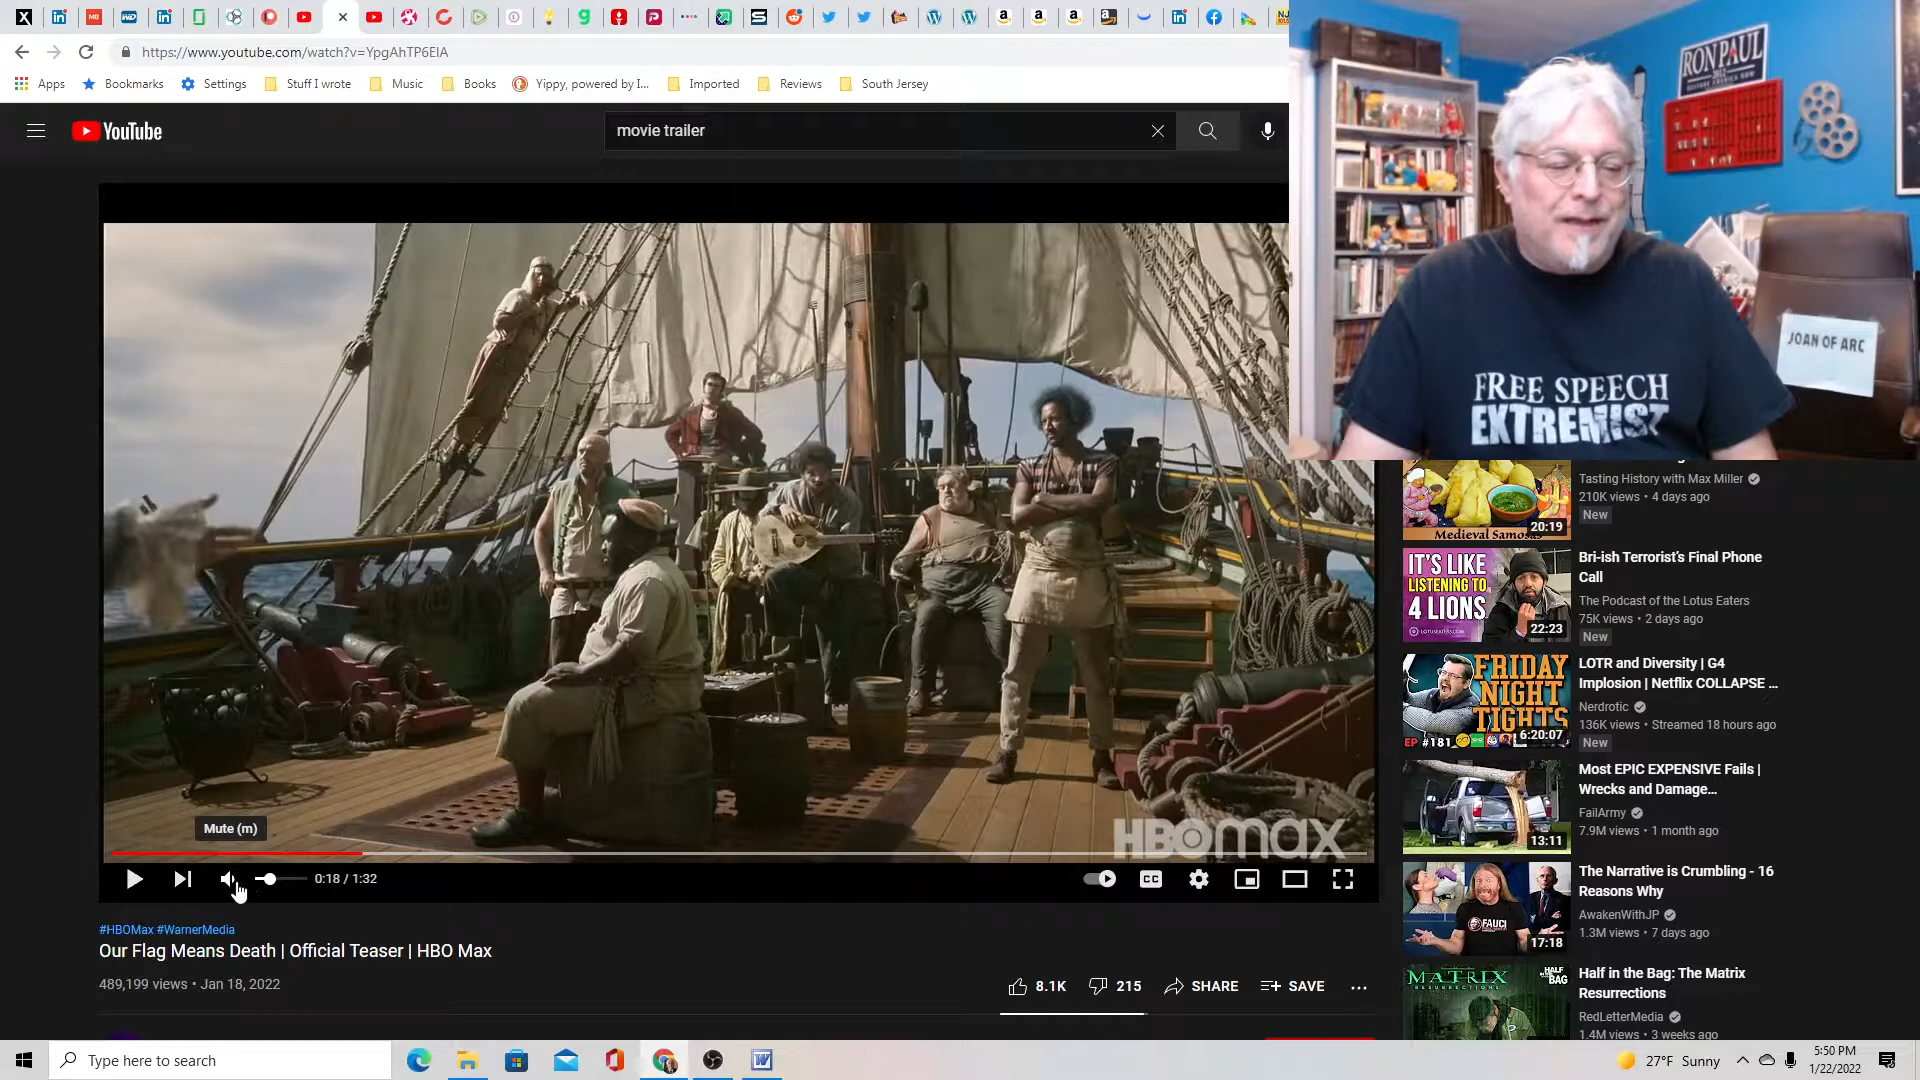 https://www.youtube.com/watch?v=YpgAhTP6EIA
Apps
Bookmarks
Settings
Stuff I wrote
Music
Books
Yippy, powered by I...
Imported
Reviews
South Jersey
YouTube
movie trailer
RON PAUL
2012
JOAN OF ARC
FREE SPEECH
EXTREMIST
HBOmax
Mute (m)
0:18 / 1:32
CC
#HBOMax #WarnerMedia
Our Flag Means Death | Official Teaser | HBO Max
489,199 views • Jan 18, 2022
8.1K
215
SHARE
SAVE
Medieval Samosas
20:19
Tasting History with Max Miller
210K views • 4 days ago
New
IT'S LIKE
LISTENING TO
4 LIONS
LOTUSEATERS.COM
22:23
Bri-ish Terrorist's Final Phone
Call
The Podcast of the Lotus Eaters
75K views • 2 days ago
New
FRIDAY
NIGHT
TIGHTS
EP #181
6:20:07
LOTR and Diversity | G4
Implosion | Netflix COLLAPSE ...
Nerdrotic
136K views • Streamed 18 hours ago
New
13:11
Most EPIC EXPENSIVE Fails |
Wrecks and Damage...
FailArmy
7.9M views • 1 month ago
FAUCI
17:18
The Narrative is Crumbling - 16
Reasons Why
AwakenWithJP
1.3M views • 7 days ago
MATRIX
RESURRECTIONS
HALF
IN THE
BAG
Half in the Bag: The Matrix
Resurrections
RedLetterMedia
1.4M views • 3 weeks ago
Type here to search
27°F Sunny
5:50 PM
1/22/2022